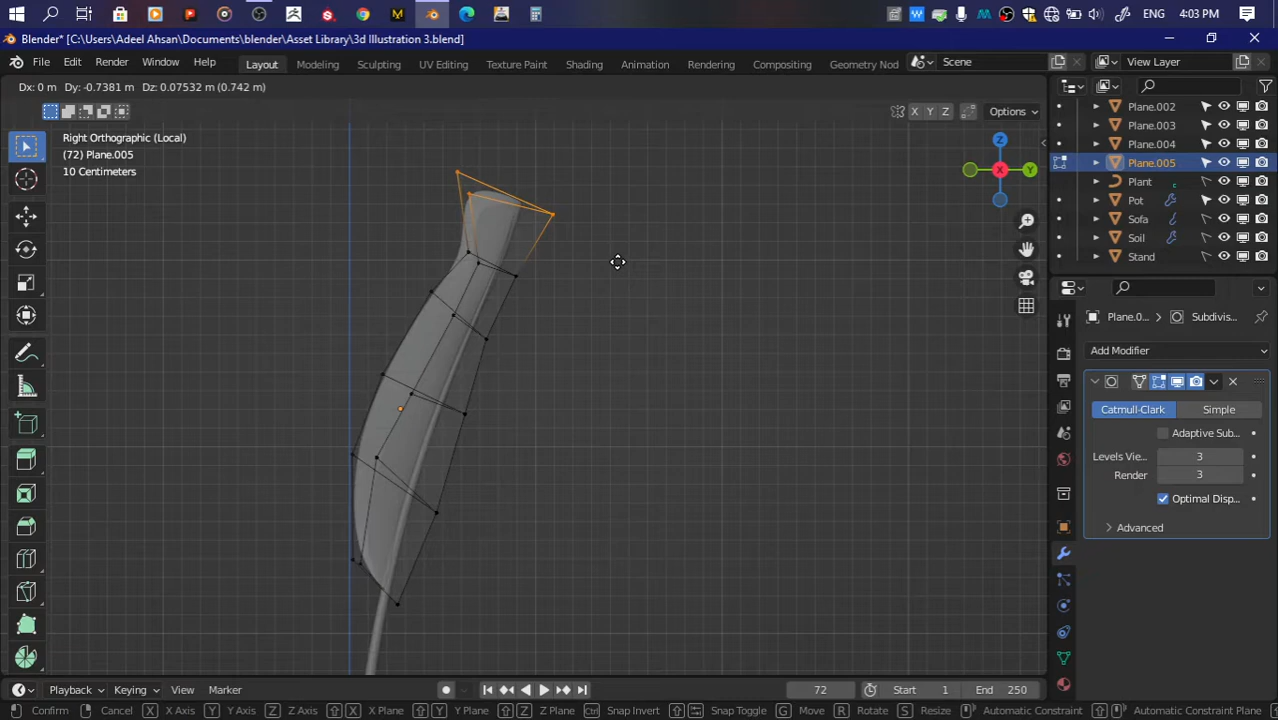 ENG 4:03 PM
Blender* [C:\Users\Adeel Ahsan\Documents\blender\Asset Library\3d Illustration 3.blend]
File Edit Render Window Help Layout Modeling Sculpting UV Editing Texture Paint Shading Animation Rendering Compositing Geometry Nod Scene View Layer
Dx: 0 m Dy: -0.7381 m Dz: 0.07532 m (0.742 m)
X Y Z Options
Right Orthographic (Local)
(72) Plane.005
10 Centimeters
Z
Y
X
Plane.002
Plane.003
Plane.004
Plane.005
Plant
Pot
Sofa
Soil
Stand
Plane.0... Subdivis...
Add Modifier
Catmull-Clark Simple
Adaptive Sub...
Levels Vie... 3
Render 3
Optimal Disp...
Advanced
Playback Keying View Marker 72 Start 1 End 250
Confirm Cancel X X Axis Y Y Axis Z Z Axis X X Plane Y Y Plane Z Z Plane Ctrl Snap Invert Snap Toggle G Move R Rotate S Resize Automatic Constraint Automatic Constraint Plane